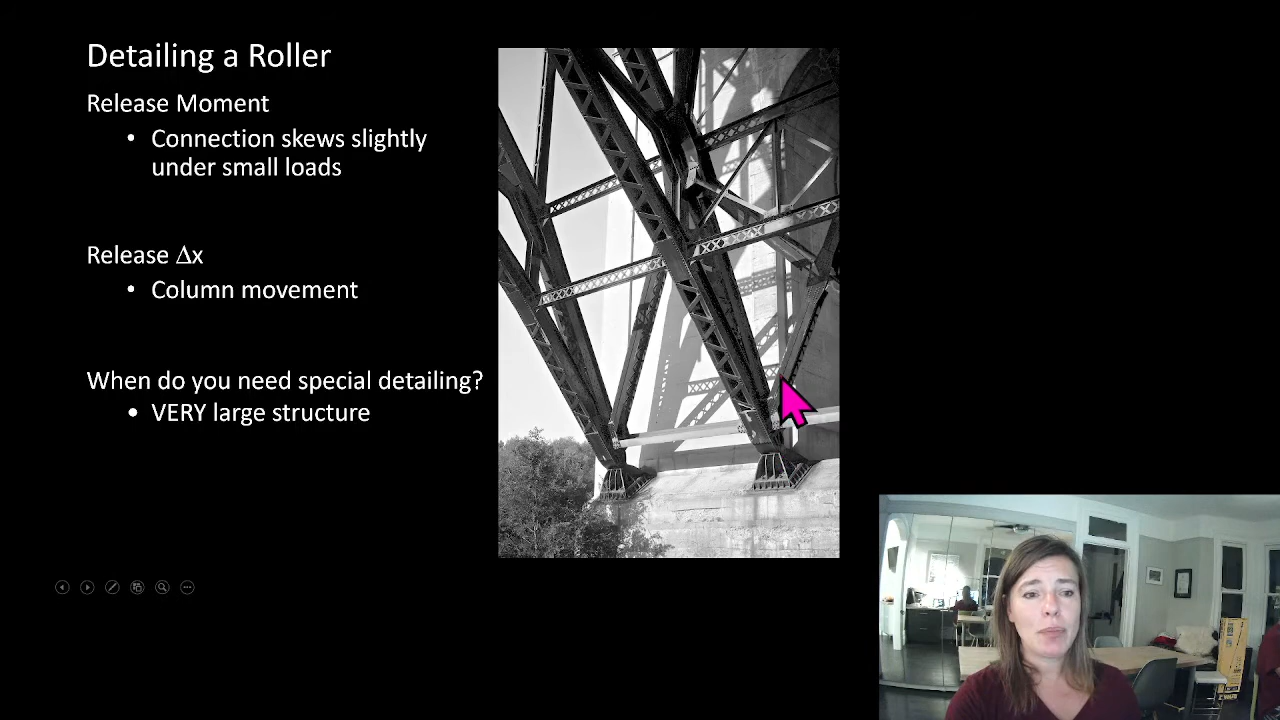 Detailing a Roller
Release Moment
• Connection skews slightly
under small loads
Release Δx
• Column movement
When do you need special detailing?
• VERY large structure